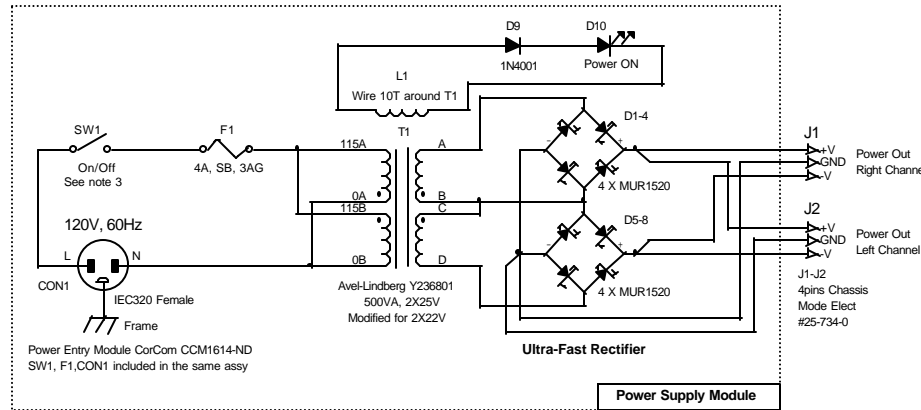 D9
D10
1N4001
Power ON
L1
Wire 10T around T1
SW1
On/Off
See note 3
F1
4A, SB, 3AG
T1
115A
0A
115B
0B
A
B
C
D
D1-4
4 X MUR1520
D5-8
4 X MUR1520
-
+
-
+
J1
+V
GND
-V
Power Out
Right Channe
J2
+V
GND
-V
Power Out
Left Channel
J1-J2
4pins Chassis
Mode Elect
#25-734-0
120V, 60Hz
L
N
CON1
IEC320 Female
Frame
Avel-Lindberg Y236801
500VA, 2X25V
Modified for 2X22V
Power Entry Module CorCom CCM1614-ND
SW1, F1,CON1 included in the same assy
Ultra-Fast Rectifier
Power Supply Module